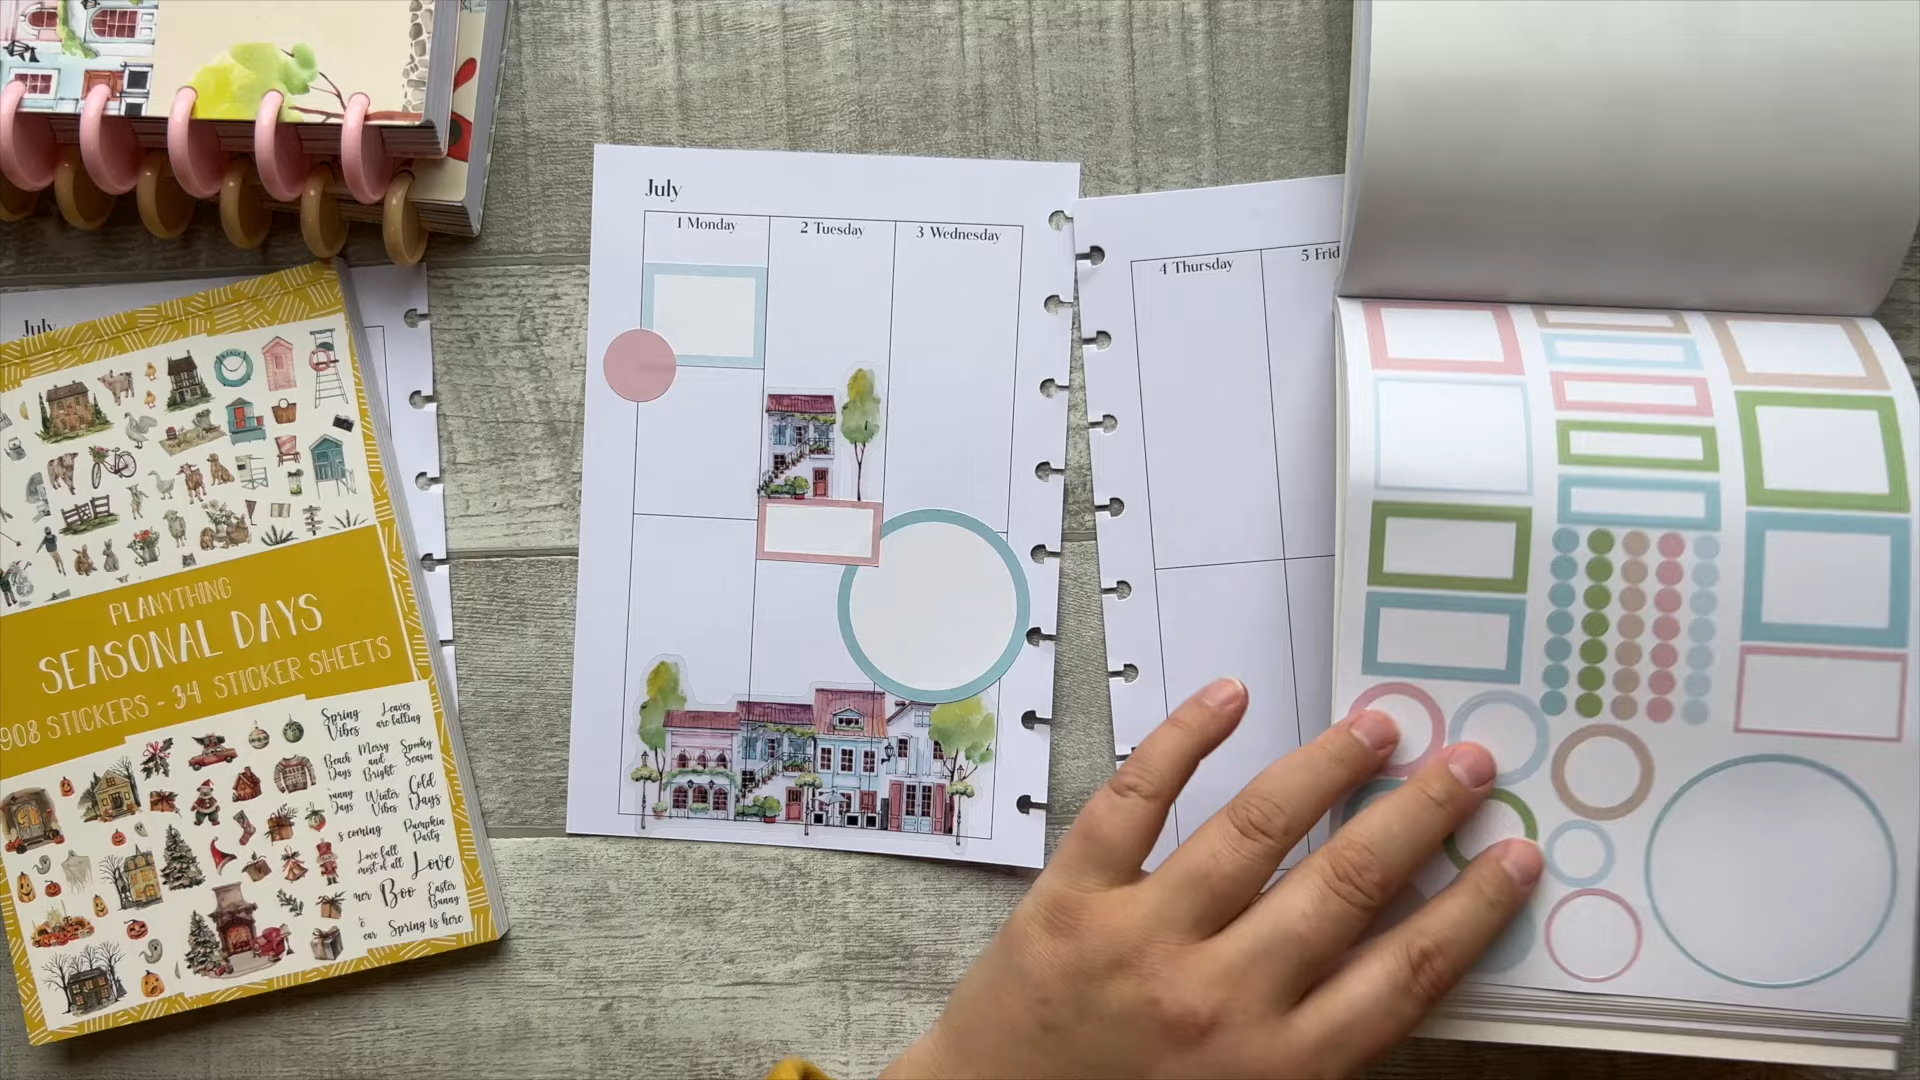 July
1 Monday
2 Tuesday
3 Wednesday
4 Thursday
5 Frid
July
PLANYTHING
SEASONAL DAYS
908 STICKERS - 34 STICKER SHEETS
Spring
Vibes
Leaves
are falling
Beach
Days
Merry
and
Bright
Spooky
Season
Days
Winter
Vibes
Cold
Days
s coming
Pumpkin
Party
Love fall
most of all
Love
Boo
Easter
Bunny
Spring is here